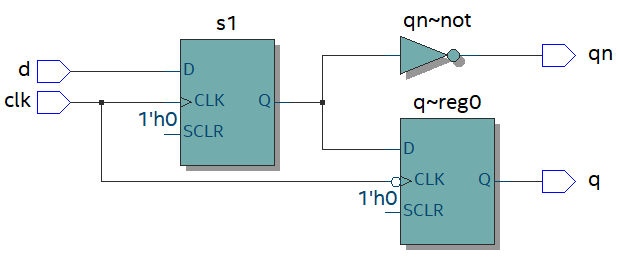 s1
qn~not
d
D
qn
clk
CLK
Q
q~reg0
1'h0
SCLR
D
CLK
Q
q
1'h0
SCLR